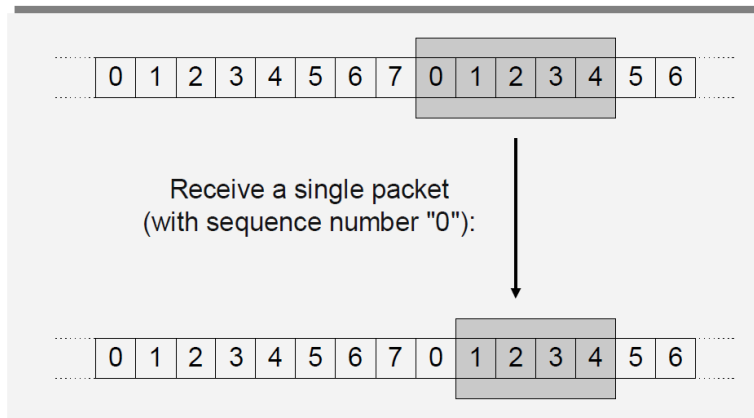 0 1 2 3 4 5 6 7 0 1 2 3 4 5 6
Receive a single packet
(with sequence number "0"):
0 1 2 3 4 5 6 7 0 1 2 3 4 5 6